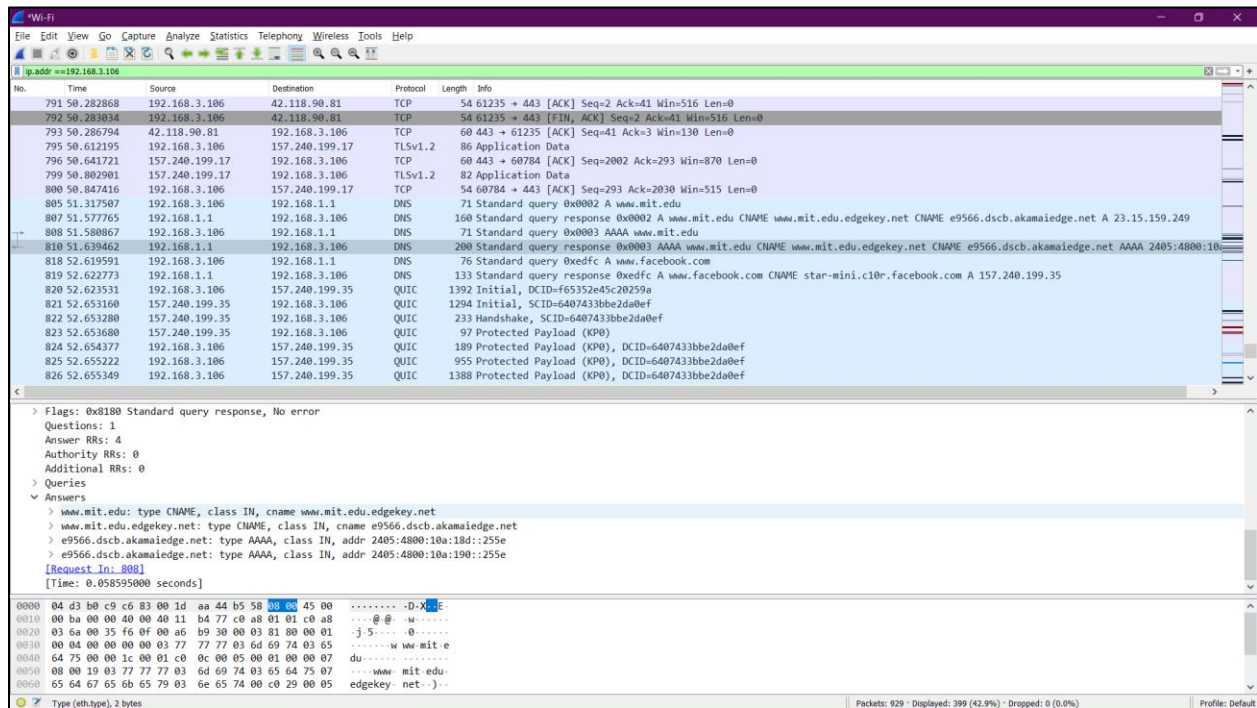 *Wi-Fi
File Edit View Go Capture Analyze Statistics Telephony Wireless Tools Help
ip.addr ==192.168.3.106
No. Time Source Destination Protocol Length Info
791 50.282868 192.168.3.106 42.118.90.81 TCP 54 61235 → 443 [ACK] Seq=2 Ack=41 Win=516 Len=0
792 50.283034 192.168.3.106 42.118.90.81 TCP 54 61235 → 443 [FIN, ACK] Seq=2 Ack=41 Win=516 Len=0
793 50.286794 42.118.90.81 192.168.3.106 TCP 60 443 → 61235 [ACK] Seq=41 Ack=3 Win=130 Len=0
795 50.612195 192.168.3.106 157.240.199.17 TLSv1.2 86 Application Data
796 50.641721 157.240.199.17 192.168.3.106 TCP 60 443 → 60784 [ACK] Seq=2002 Ack=293 Win=870 Len=0
799 50.802901 157.240.199.17 192.168.3.106 TLSv1.2 82 Application Data
800 50.847416 192.168.3.106 157.240.199.17 TCP 54 60784 → 443 [ACK] Seq=293 Ack=2030 Win=515 Len=0
805 51.317507 192.168.3.106 192.168.1.1 DNS 71 Standard query 0x0002 A www.mit.edu
807 51.577765 192.168.1.1 192.168.3.106 DNS 160 Standard query response 0x0002 A www.mit.edu CNAME www.mit.edu.edgekey.net CNAME e9566.dscb.akamaiedge.net A 23.15.159.249
808 51.580867 192.168.3.106 192.168.1.1 DNS 71 Standard query 0x0003 AAAA www.mit.edu
810 51.639462 192.168.1.1 192.168.3.106 DNS 200 Standard query response 0x0003 AAAA www.mit.edu CNAME www.mit.edu.edgekey.net CNAME e9566.dscb.akamaiedge.net AAAA 2405:4800:10a
818 52.619591 192.168.3.106 192.168.1.1 DNS 76 Standard query 0xedfc A www.facebook.com
819 52.622773 192.168.1.1 192.168.3.106 DNS 133 Standard query response 0xedfc A www.facebook.com CNAME star-mini.c10r.facebook.com A 157.240.199.35
820 52.623531 192.168.3.106 157.240.199.35 QUIC 1392 Initial, DCID=f65352e45c20259a
821 52.653160 157.240.199.35 192.168.3.106 QUIC 1294 Initial, SCID=6407433bbe2da0ef
822 52.653280 157.240.199.35 192.168.3.106 QUIC 233 Handshake, SCID=6407433bbe2da0ef
823 52.653680 157.240.199.35 192.168.3.106 QUIC 97 Protected Payload (KP0)
824 52.654377 192.168.3.106 157.240.199.35 QUIC 189 Protected Payload (KP0), DCID=6407433bbe2da0ef
825 52.655222 192.168.3.106 157.240.199.35 QUIC 955 Protected Payload (KP0), DCID=6407433bbe2da0ef
826 52.655349 192.168.3.106 157.240.199.35 QUIC 1388 Protected Payload (KP0), DCID=6407433bbe2da0ef
> Flags: 0x8180 Standard query response, No error
Questions: 1
Answer RRs: 4
Authority RRs: 0
Additional RRs: 0
> Queries
Answers
> www.mit.edu: type CNAME, class IN, cname www.mit.edu.edgekey.net
> www.mit.edu.edgekey.net: type CNAME, class IN, cname e9566.dscb.akamaiedge.net
> e9566.dscb.akamaiedge.net: type AAAA, class IN, addr 2405:4800:10a:18d::255e
> e9566.dscb.akamaiedge.net: type AAAA, class IN, addr 2405:4800:10a:190::255e
[Request In: 808]
[Time: 0.058595000 seconds]
0000 04 d3 b0 c9 c6 83 00 1d aa 44 b5 58 08 00 45 00 ········ ·D·X··E·
0010 00 ba 00 00 40 00 40 11 b4 77 c0 a8 01 01 c0 a8 ····@·@· ·w······
0020 03 6a 00 35 f6 0f 00 a6 b9 30 00 03 81 80 00 01 ·j·5···· ·0······
0030 00 04 00 00 00 00 03 77 77 77 03 6d 69 74 03 65 ·······w ww·mit·e
0040 64 75 00 00 1c 00 01 c0 0c 00 05 00 01 00 00 07 du······ ········
0050 08 00 19 03 77 77 77 03 6d 69 74 03 65 64 75 07 ····www· mit·edu·
0060 65 64 67 65 6b 65 79 03 6e 65 74 00 c0 29 00 05 edgekey· net··)··
Type (eth.type), 2 bytes Packets: 929 · Displayed: 399 (42.9%) · Dropped: 0 (0.0%) Profile: Default